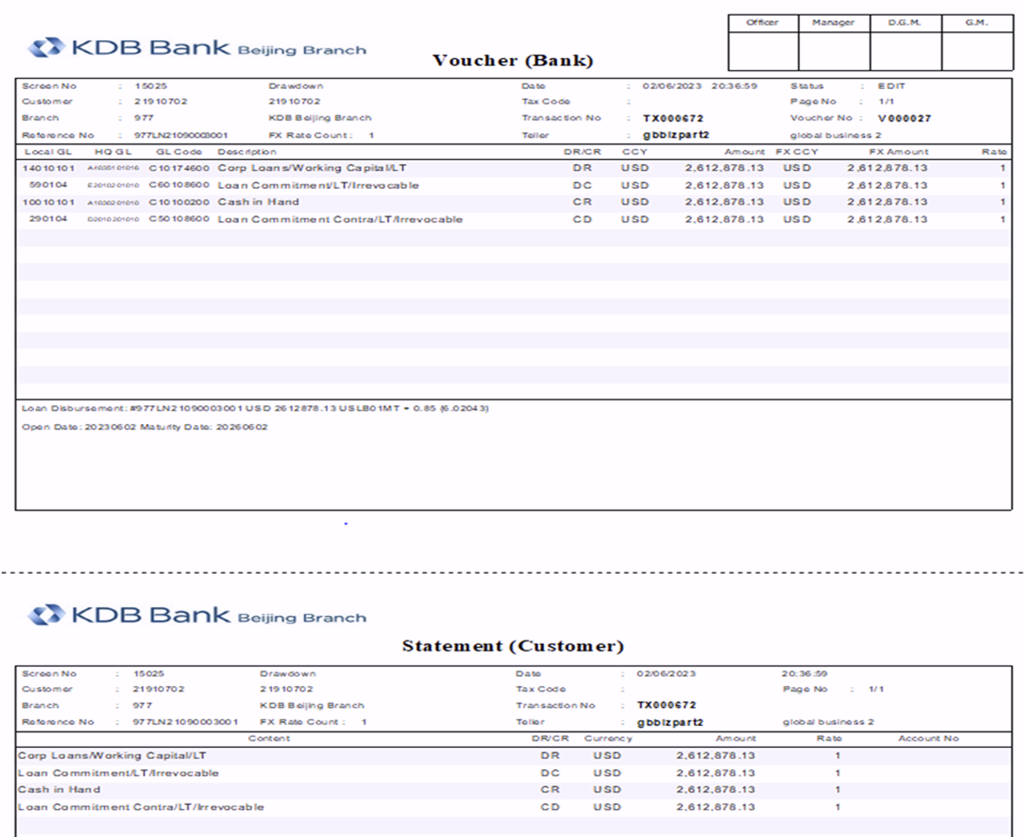 Officer Manager D.G.M. G.M.
KDB Bank Beijing Branch
Voucher (Bank)
Screen No : 15025 Drawdown Date : 02/06/2023 20:36:59 Status : EDIT
Customer : 21910702 21910702 Tax Code : Page No : 1/1
Branch : 977 KDB Beijing Branch Transaction No : TX000672 Voucher No : V000027
Reference No 977LN21090003001 FX Rate Count : 1 Teller : gbbizpart2 global business 2
Local GL HQ GL GL Code Description DR/CR CCY Amount FX CCY FX Amount Rate
14010101 C10174600 Corp Loans/Working Capital/LT DR USD 2,612,878.13 USD 2,612,878.13 1
590104 C60108600 Loan Commitment/LT/Irrevocable DC USD 2,612,878.13 USD 2,612,878.13 1
10010101 C10100200 Cash in Hand CR USD 2,612,878.13 USD 2,612,878.13 1
290104 C50108600 Loan Commitment Contra/LT/Irrevocable CD USD 2,612,878.13 USD 2,612,878.13 1
Loan Disbursement: #977LN21090003001 USD 2612878.13 USLB01MT + 0.85 (6.02043)
Open Date: 20230602 Maturity Date: 20260602
KDB Bank Beijing Branch
Statement (Customer)
Screen No : 15025 Drawdown Date : 02/06/2023 20:36:59
Customer : 21910702 21910702 Tax Code : Page No : 1/1
Branch : 977 KDB Beijing Branch Transaction No : TX000672
Reference No : 977LN21090003001 FX Rate Count : 1 Teller : gbbizpart2 global business 2
Content DR/CR Currency Amount Rate Account No
Corp Loans/Working Capital/LT DR USD 2,612,878.13 1
Loan Commitment/LT/Irrevocable DC USD 2,612,878.13 1
Cash in Hand CR USD 2,612,878.13 1
Loan Commitment Contra/LT/Irrevocable CD USD 2,612,878.13 1